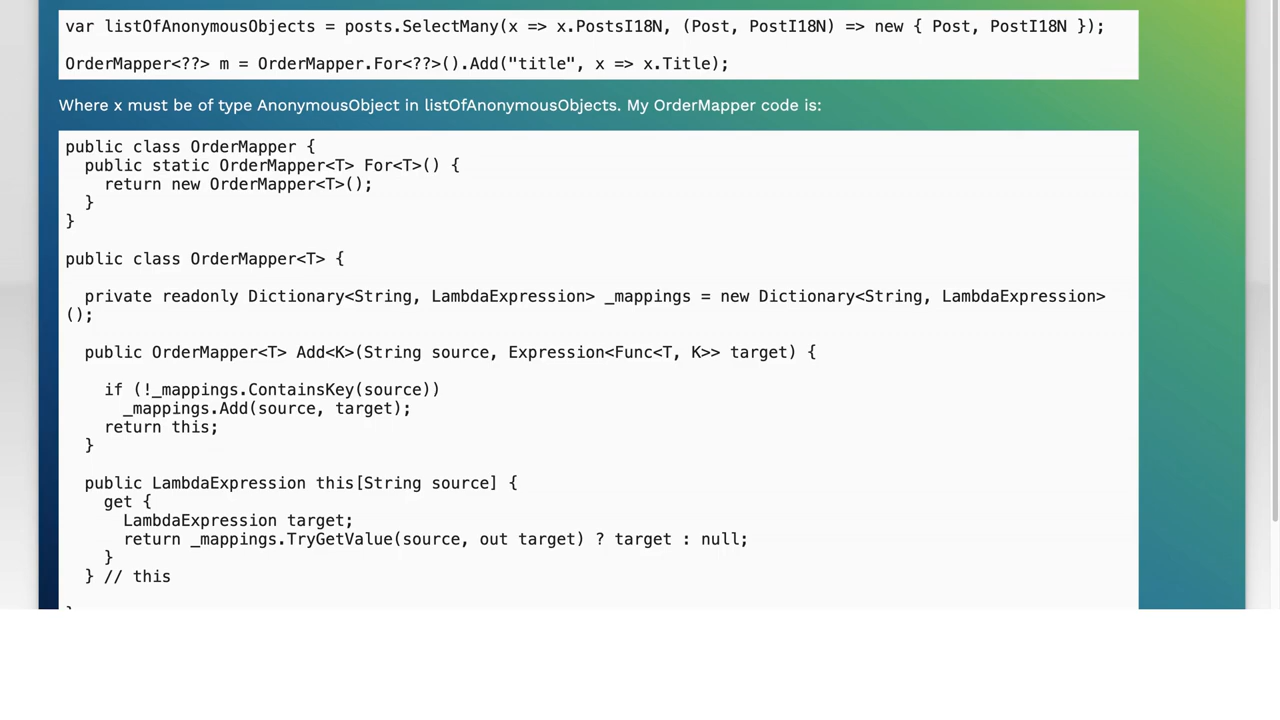 var listOfAnonymousObjects = posts.SelectMany(x => x.PostsI18N, (Post, PostI18N) => new { Post, PostI18N });
OrderMapper<??> m = OrderMapper.For<??>().Add("title", x => x.Title);
Where x must be of type AnonymousObject in listOfAnonymousObjects. My OrderMapper code is:
public class OrderMapper {
public static OrderMapper<T> For<T>() {
return new OrderMapper<T>();
}
}
public class OrderMapper<T> {
private readonly Dictionary<String, LambdaExpression> _mappings = new Dictionary<String, LambdaExpression>
();
public OrderMapper<T> Add<K>(String source, Expression<Func<T, K>> target) {
if (!_mappings.ContainsKey(source))
_mappings.Add(source, target);
return this;
}
public LambdaExpression this[String source] {
get {
LambdaExpression target;
return _mappings.TryGetValue(source, out target) ? target : null;
}
} // this
}